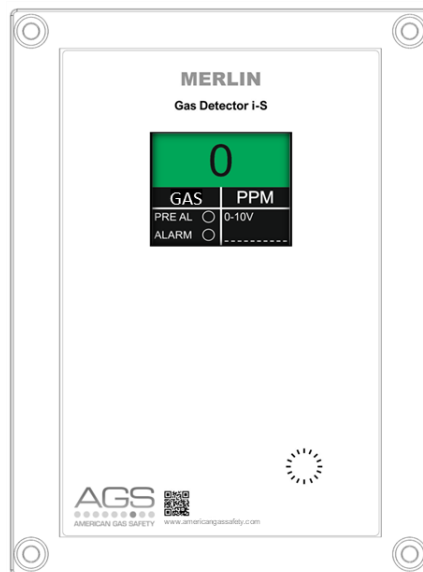 MERLIN
Gas Detector i-S
0
GAS PPM
PRE AL 0-10V
ALARM
AGS
AMERICAN GAS SAFETY
www.americangassafety.com